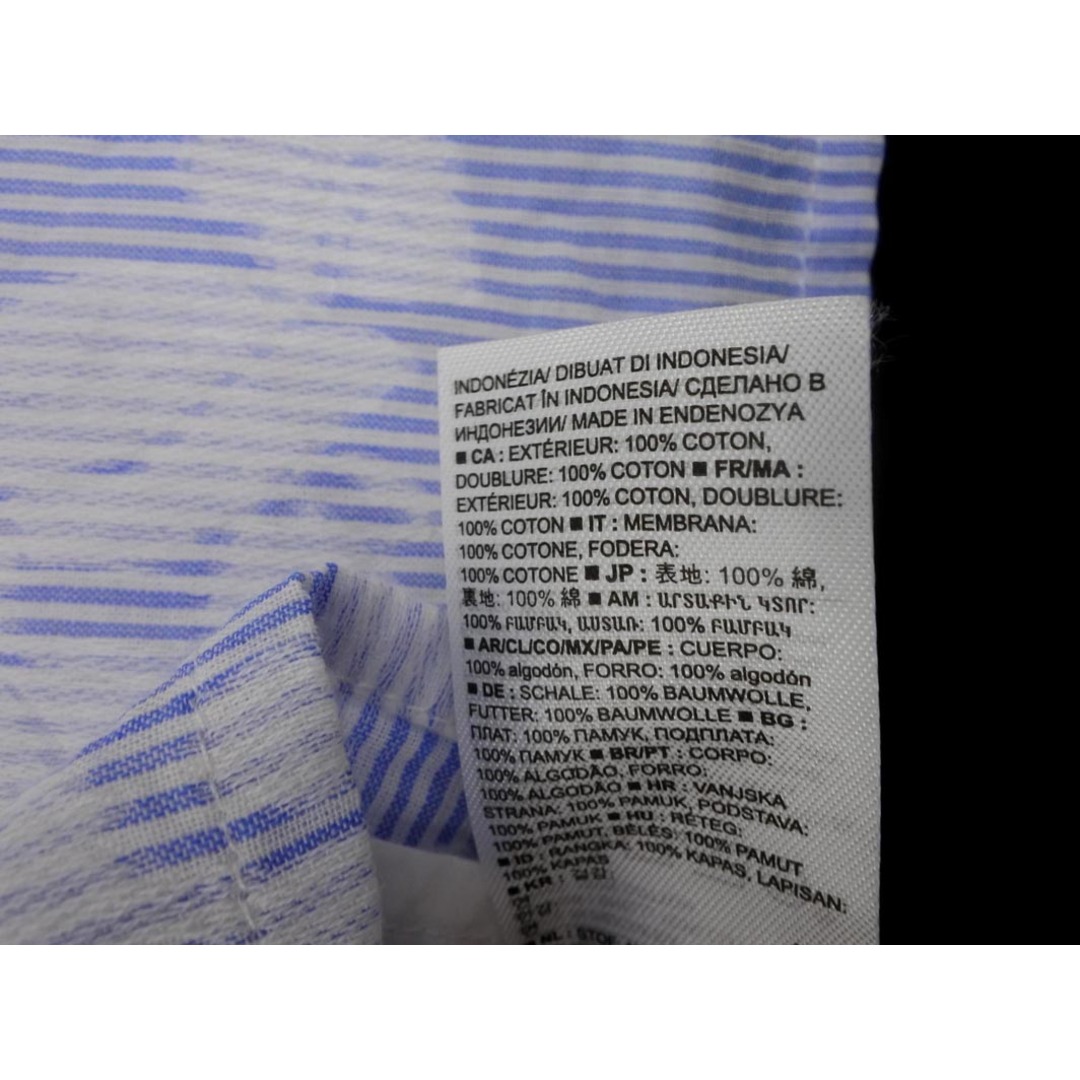 INDONÉZIA/ DIBUAT DI INDONESIA/
FABRICAT ÎN INDONESIA/ СДЕЛАНО В
ИНДОНЕЗИИ/ MADE IN ENDENOZYA
■ CA : EXTÉRIEUR: 100% COTON,
DOUBLURE: 100% COTON ■ FR/MA :
EXTÉRIEUR: 100% COTON, DOUBLURE:
100% COTON ■ IT : MEMBRANA:
100% COTONE, FODERA:
100% COTONE ■ JP : 表地: 100% 綿,
裏地: 100% 綿 ■ AM : ԱՐՏԱՔԻՆ ԿՏՈՐ:
100% ԲԱՄԲԱԿ, ԱՍՏԱՌ: 100% ԲԱՄԲԱԿ
■ AR/CL/CO/MX/PA/PE : CUERPO:
100% algodón, FORRO: 100% algodón
■ DE : SCHALE: 100% BAUMWOLLE,
FUTTER: 100% BAUMWOLLE ■ BG :
ПЛАТ: 100% ПАМУК, ПОДПЛАТА:
100% ПАМУК ■ BR/PT : CORPO:
100% ALGODÃO, FORRO:
100% ALGODÃO ■ HR : VANJSKA
STRANA: 100% PAMUK, PODSTAVA:
100% PAMUK ■ HU : RÉTEG:
100% PAMUT, BÉLÉS: 100% PAMUT
■ ID : RANGKA: 100% KAPAS, LAPISAN:
100% KAPAS
■ KR : 겉감:
■ NL :